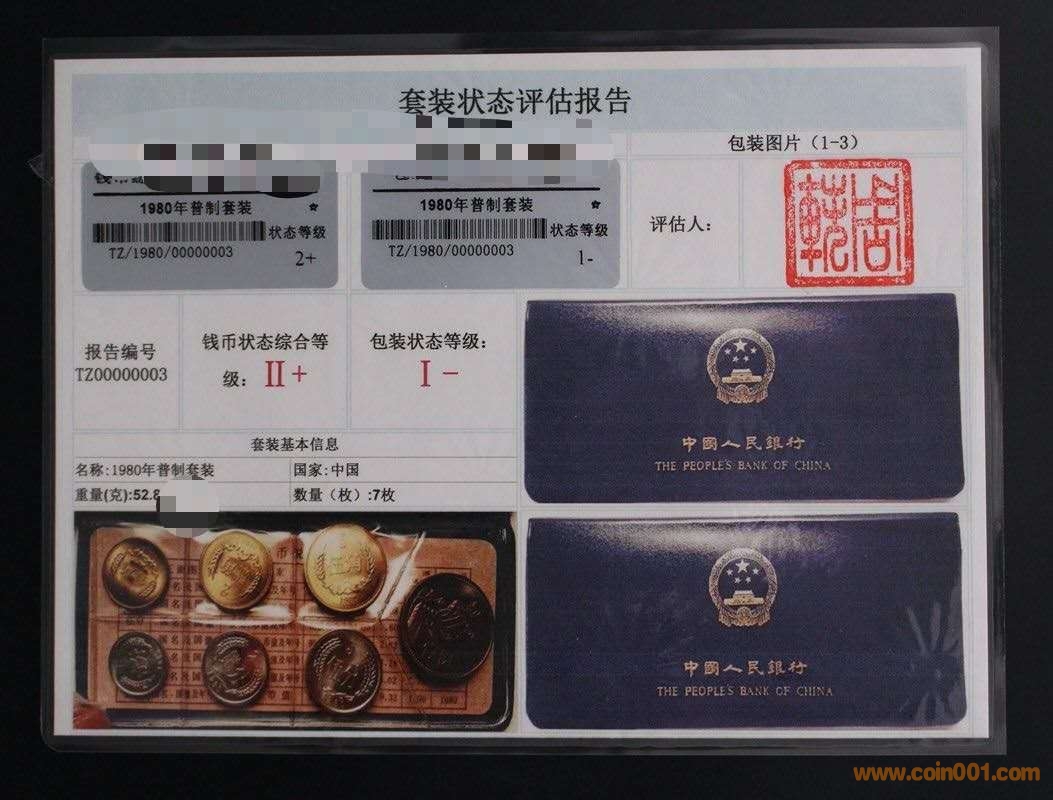 套装状态评估报告
包装图片（1-3）
1980年普制套装
状态等级
TZ/1980/00000003
2+
1980年普制套装
状态等级
TZ/1980/00000003
1-
评估人：
报告编号
TZ00000003
钱币状态综合等
级：II+
包装状态等级：
I-
套装基本信息
名称:1980年普制套装
国家:中国
重量(克):52.8
数量（枚）:7枚
中國人民銀行
THE PEOPLE'S BANK OF CHINA
中國人民銀行
THE PEOPLE'S BANK OF CHINA
www.coin001.com